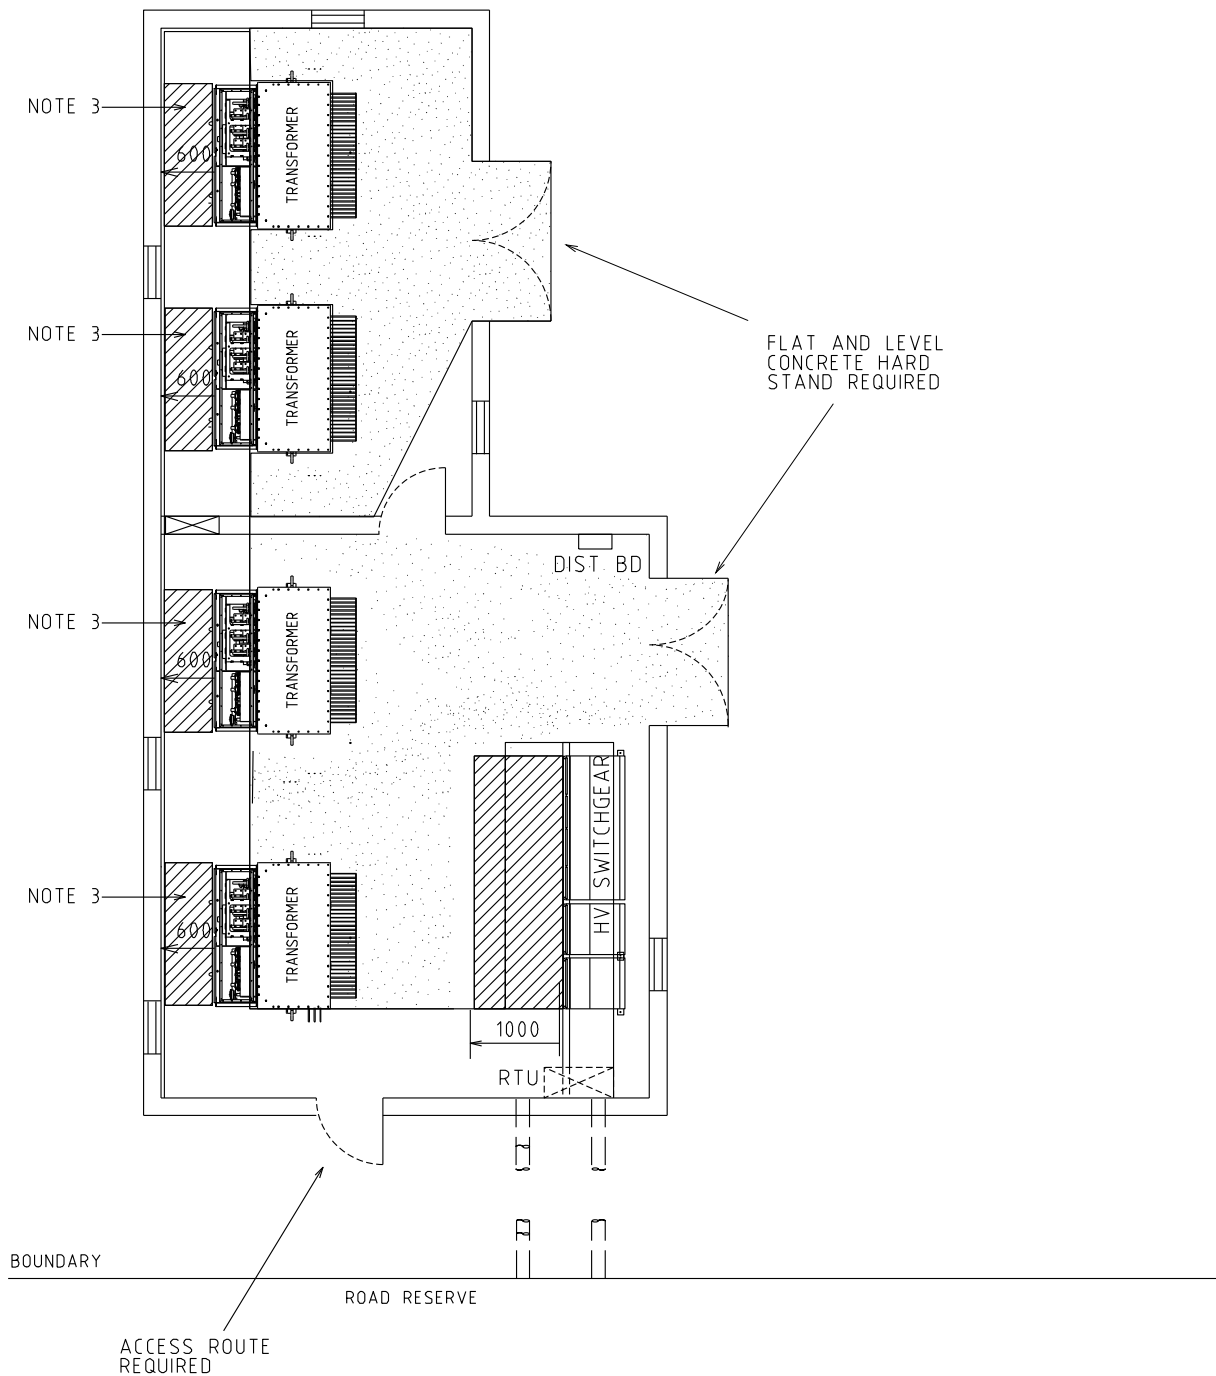 NOTE 3
600
TRANSFORMER
NOTE 3
600
TRANSFORMER
FLAT AND LEVEL
CONCRETE HARD
STAND REQUIRED
DIST BD
NOTE 3
600
TRANSFORMER
HV SWITCHGEAR
NOTE 3
600
TRANSFORMER
1000
RTU
BOUNDARY
ROAD RESERVE
ACCESS ROUTE
REQUIRED